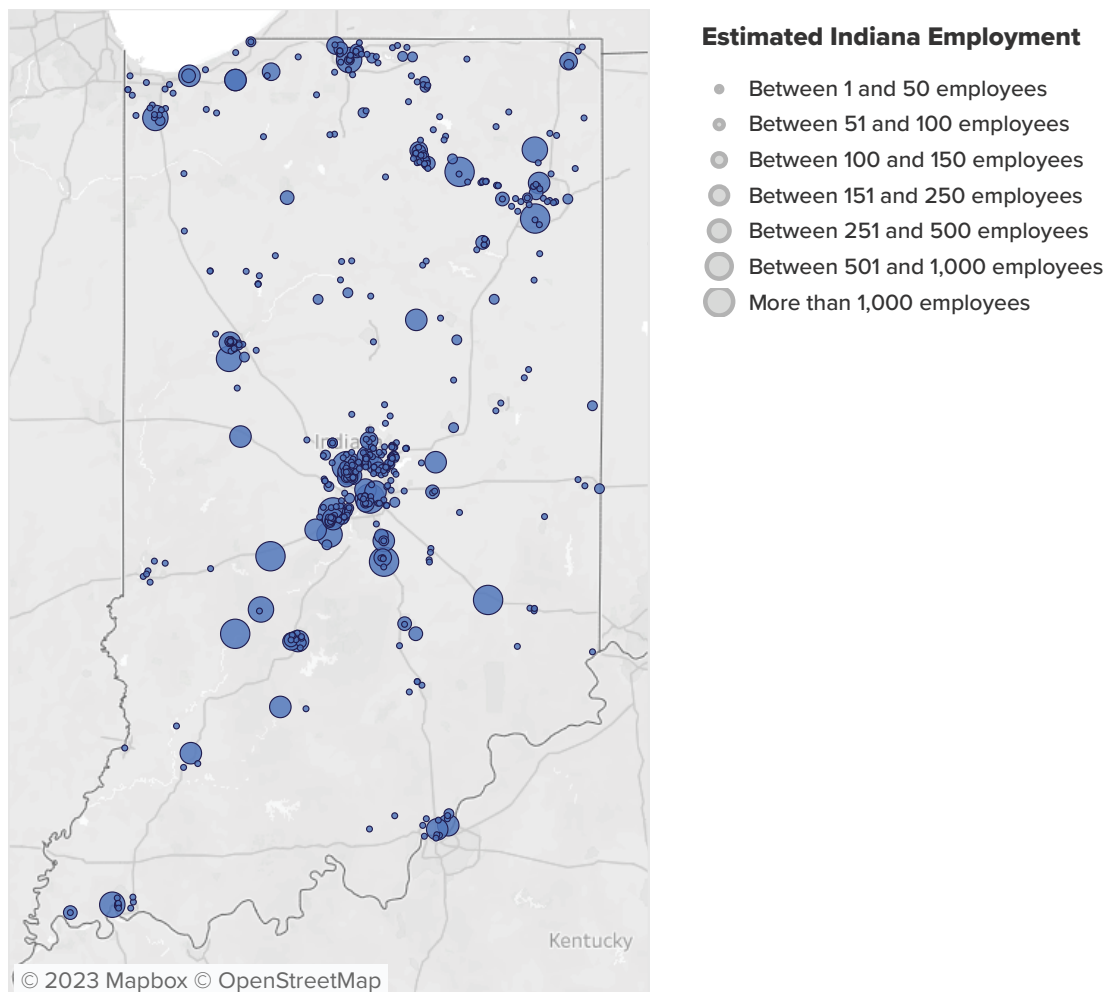 Estimated Indiana Employment
Between 1 and 50 employees
Between 51 and 100 employees
Between 100 and 150 employees
Between 151 and 250 employees
Between 251 and 500 employees
Between 501 and 1,000 employees
More than 1,000 employees
Kentucky
© 2023 Mapbox © OpenStreetMap